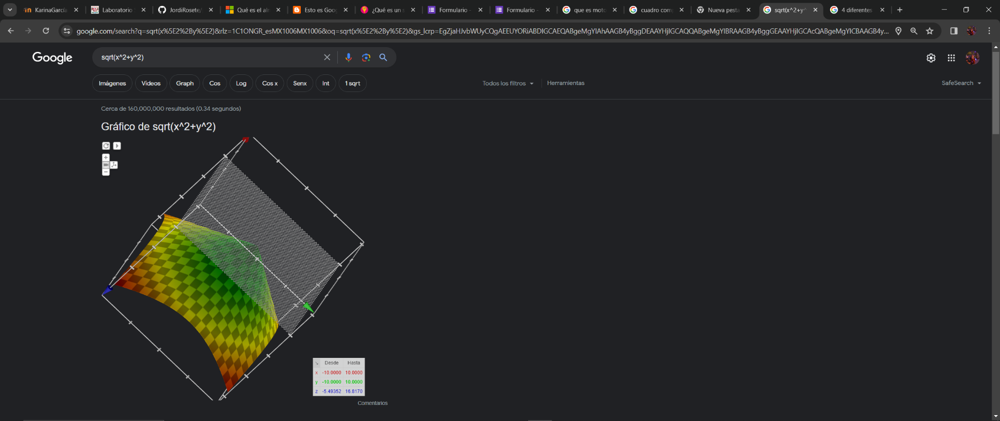 KarinaGarcía
Laboratorio
JordiRosete/
Qué es el alm
Esto es Goog
¿Qué es un s
Formulario -
Formulario -
que es moto
cuadro comp
Nueva pesta
sqrt(x^2+y^
4 diferentes
google.com/search?q=sqrt(x%5E2%2By%5E2)&rlz=1C1ONGR_esMX1006MX1006&oq=sqrt(x%5E2%2By%5E2)&gs_lcrp=EgZjaHJvbWUyCQgAEEUYORiABDIGCAEQABgeMgYIAhAAGB4yBggDEAAYHjIGCAQQABgeMgYIBRAAGB4yBggGEAAYHjIGCAcQABgeMgYICBAAGB4y...
Google
sqrt(x^2+y^2)
Imágenes
Videos
Graph
Cos
Log
Cos x
Senx
Int
1 sqrt
Todos los filtros
Herramientas
SafeSearch
Cerca de 160,000,000 resultados (0.34 segundos)
Gráfico de sqrt(x^2+y^2)
Desde Hasta
x -10.0000 10.0000
y -10.0000 10.0000
z -5.49352 16.8170
Comentarios